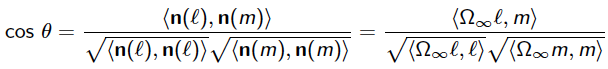 cos θ = ⟨n(ℓ), n(m)⟩ / √⟨n(ℓ), n(ℓ)⟩ √⟨n(m), n(m)⟩ = ⟨Ω∞ℓ, m⟩ / √⟨Ω∞ℓ, ℓ⟩ √⟨Ω∞m, m⟩